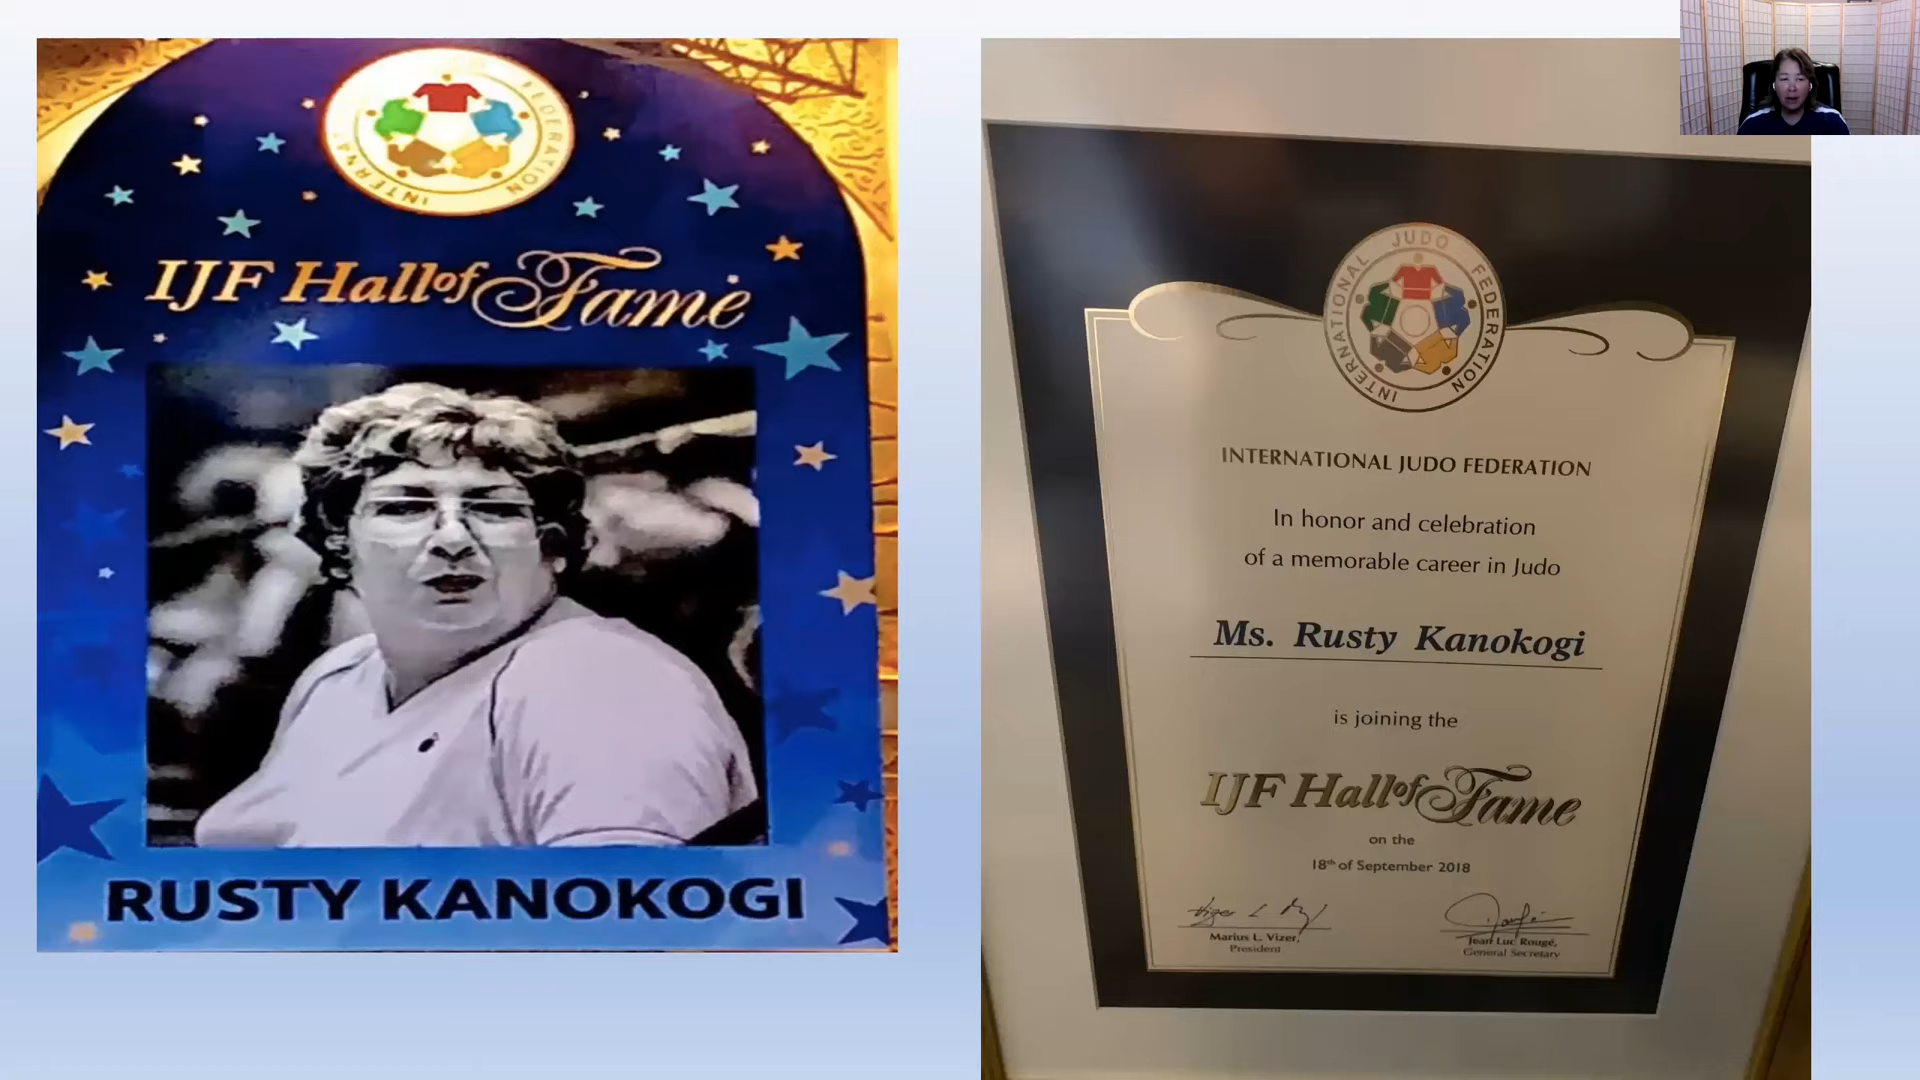 INTERNATIONAL JUDO FEDERATION
IJF Hall of Fame
RUSTY KANOKOGI
INTERNATIONAL JUDO FEDERATION
INTERNATIONAL JUDO FEDERATION
In honor and celebration
of a memorable career in Judo
Ms. Rusty Kanokogi
is joining the
IJF Hall of Fame
on the
18th of September 2018
Marius L. Vizer,
President
Jean Luc Rougé,
General Secretary